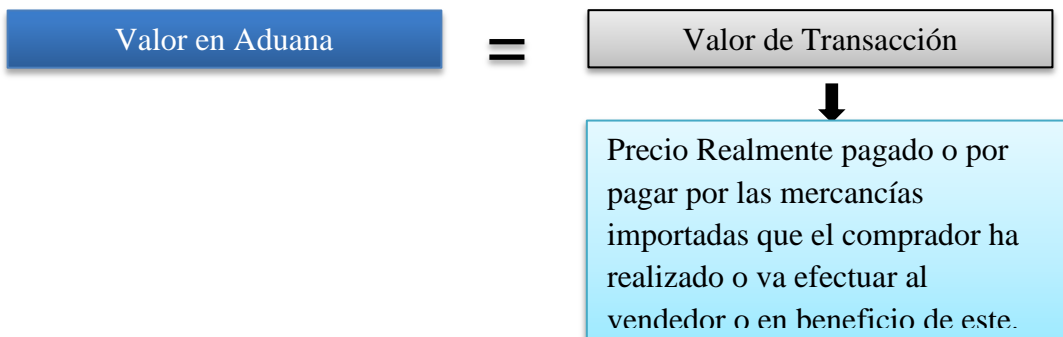 Valor en Aduana = Valor de Transacción
Precio Realmente pagado o por
pagar por las mercancías
importadas que el comprador ha
realizado o va efectuar al
vendedor o en beneficio de este.